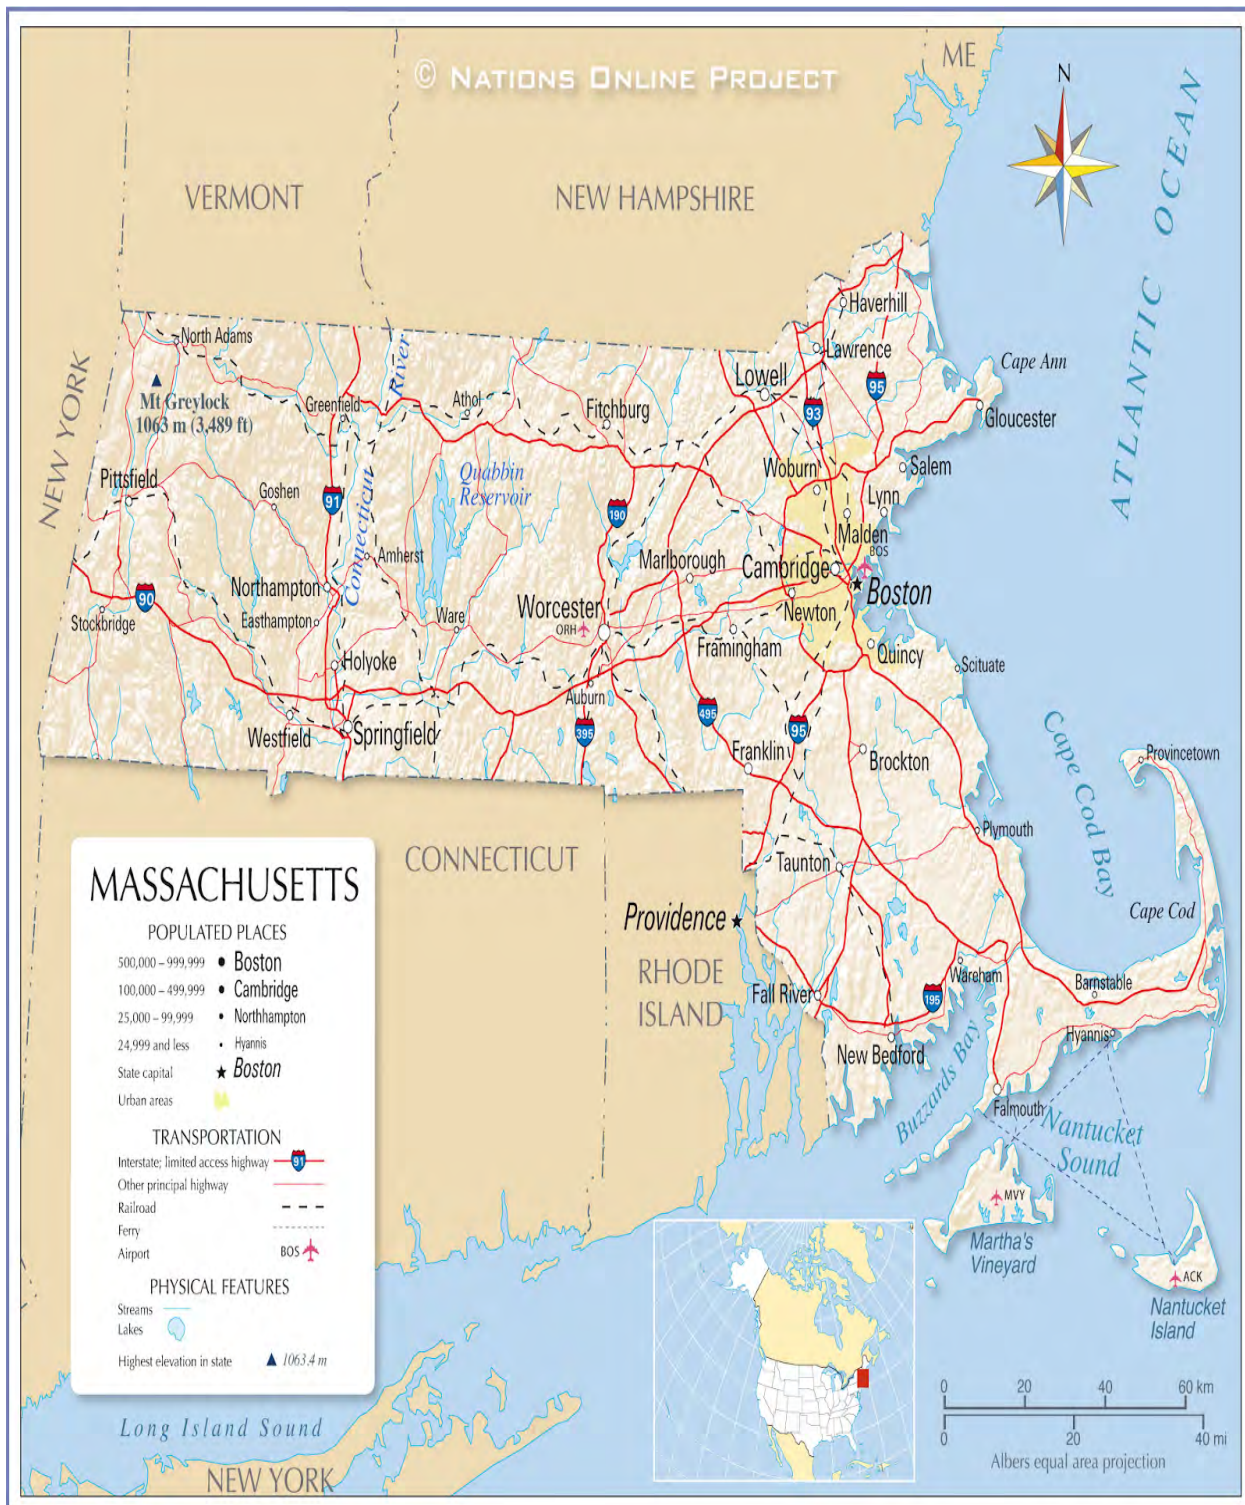 © NATIONS ONLINE PROJECT
ME
N
ATLANTIC OCEAN
VERMONT
NEW HAMPSHIRE
NEW YORK
Haverhill
North Adams
Lawrence
River
Cape Ann
Lowell
95
Mt Greylock
1063 m (3,489 ft)
Greenfield
Athol
Fitchburg
93
Gloucester
Woburn
Salem
Pittsfield
Quabbin
Reservoir
Goshen
91
190
Lynn
Malden
BOS
Connecticut
Amherst
Marlborough
Cambridge
Boston
90
Northampton
Stockbridge
Easthampton
Ware
Worcester
ORH
Newton
Framingham
Quincy
Scituate
Holyoke
Auburn
495
95
395
Westfield
Springfield
Franklin
Brockton
Cape Cod Bay
Provincetown
Plymouth
CONNECTICUT
Taunton
Providence
Cape Cod
RHODE
ISLAND
Wareham
Barnstable
Fall River
195
Hyannis
New Bedford
Buzzards Bay
Falmouth
Nantucket
Sound
MVY
Martha's
Vineyard
ACK
Nantucket
Island
MASSACHUSETTS
POPULATED PLACES
500,000 – 999,999 Boston
100,000 – 499,999 Cambridge
25,000 – 99,999 Northhampton
24,999 and less Hyannis
State capital Boston
Urban areas
TRANSPORTATION
Interstate; limited access highway 91
Other principal highway
Railroad
Ferry
Airport BOS
PHYSICAL FEATURES
Streams
Lakes
Highest elevation in state 1063.4 m
Long Island Sound
NEW YORK
0 20 40 60 km
0 20 40 mi
Albers equal area projection